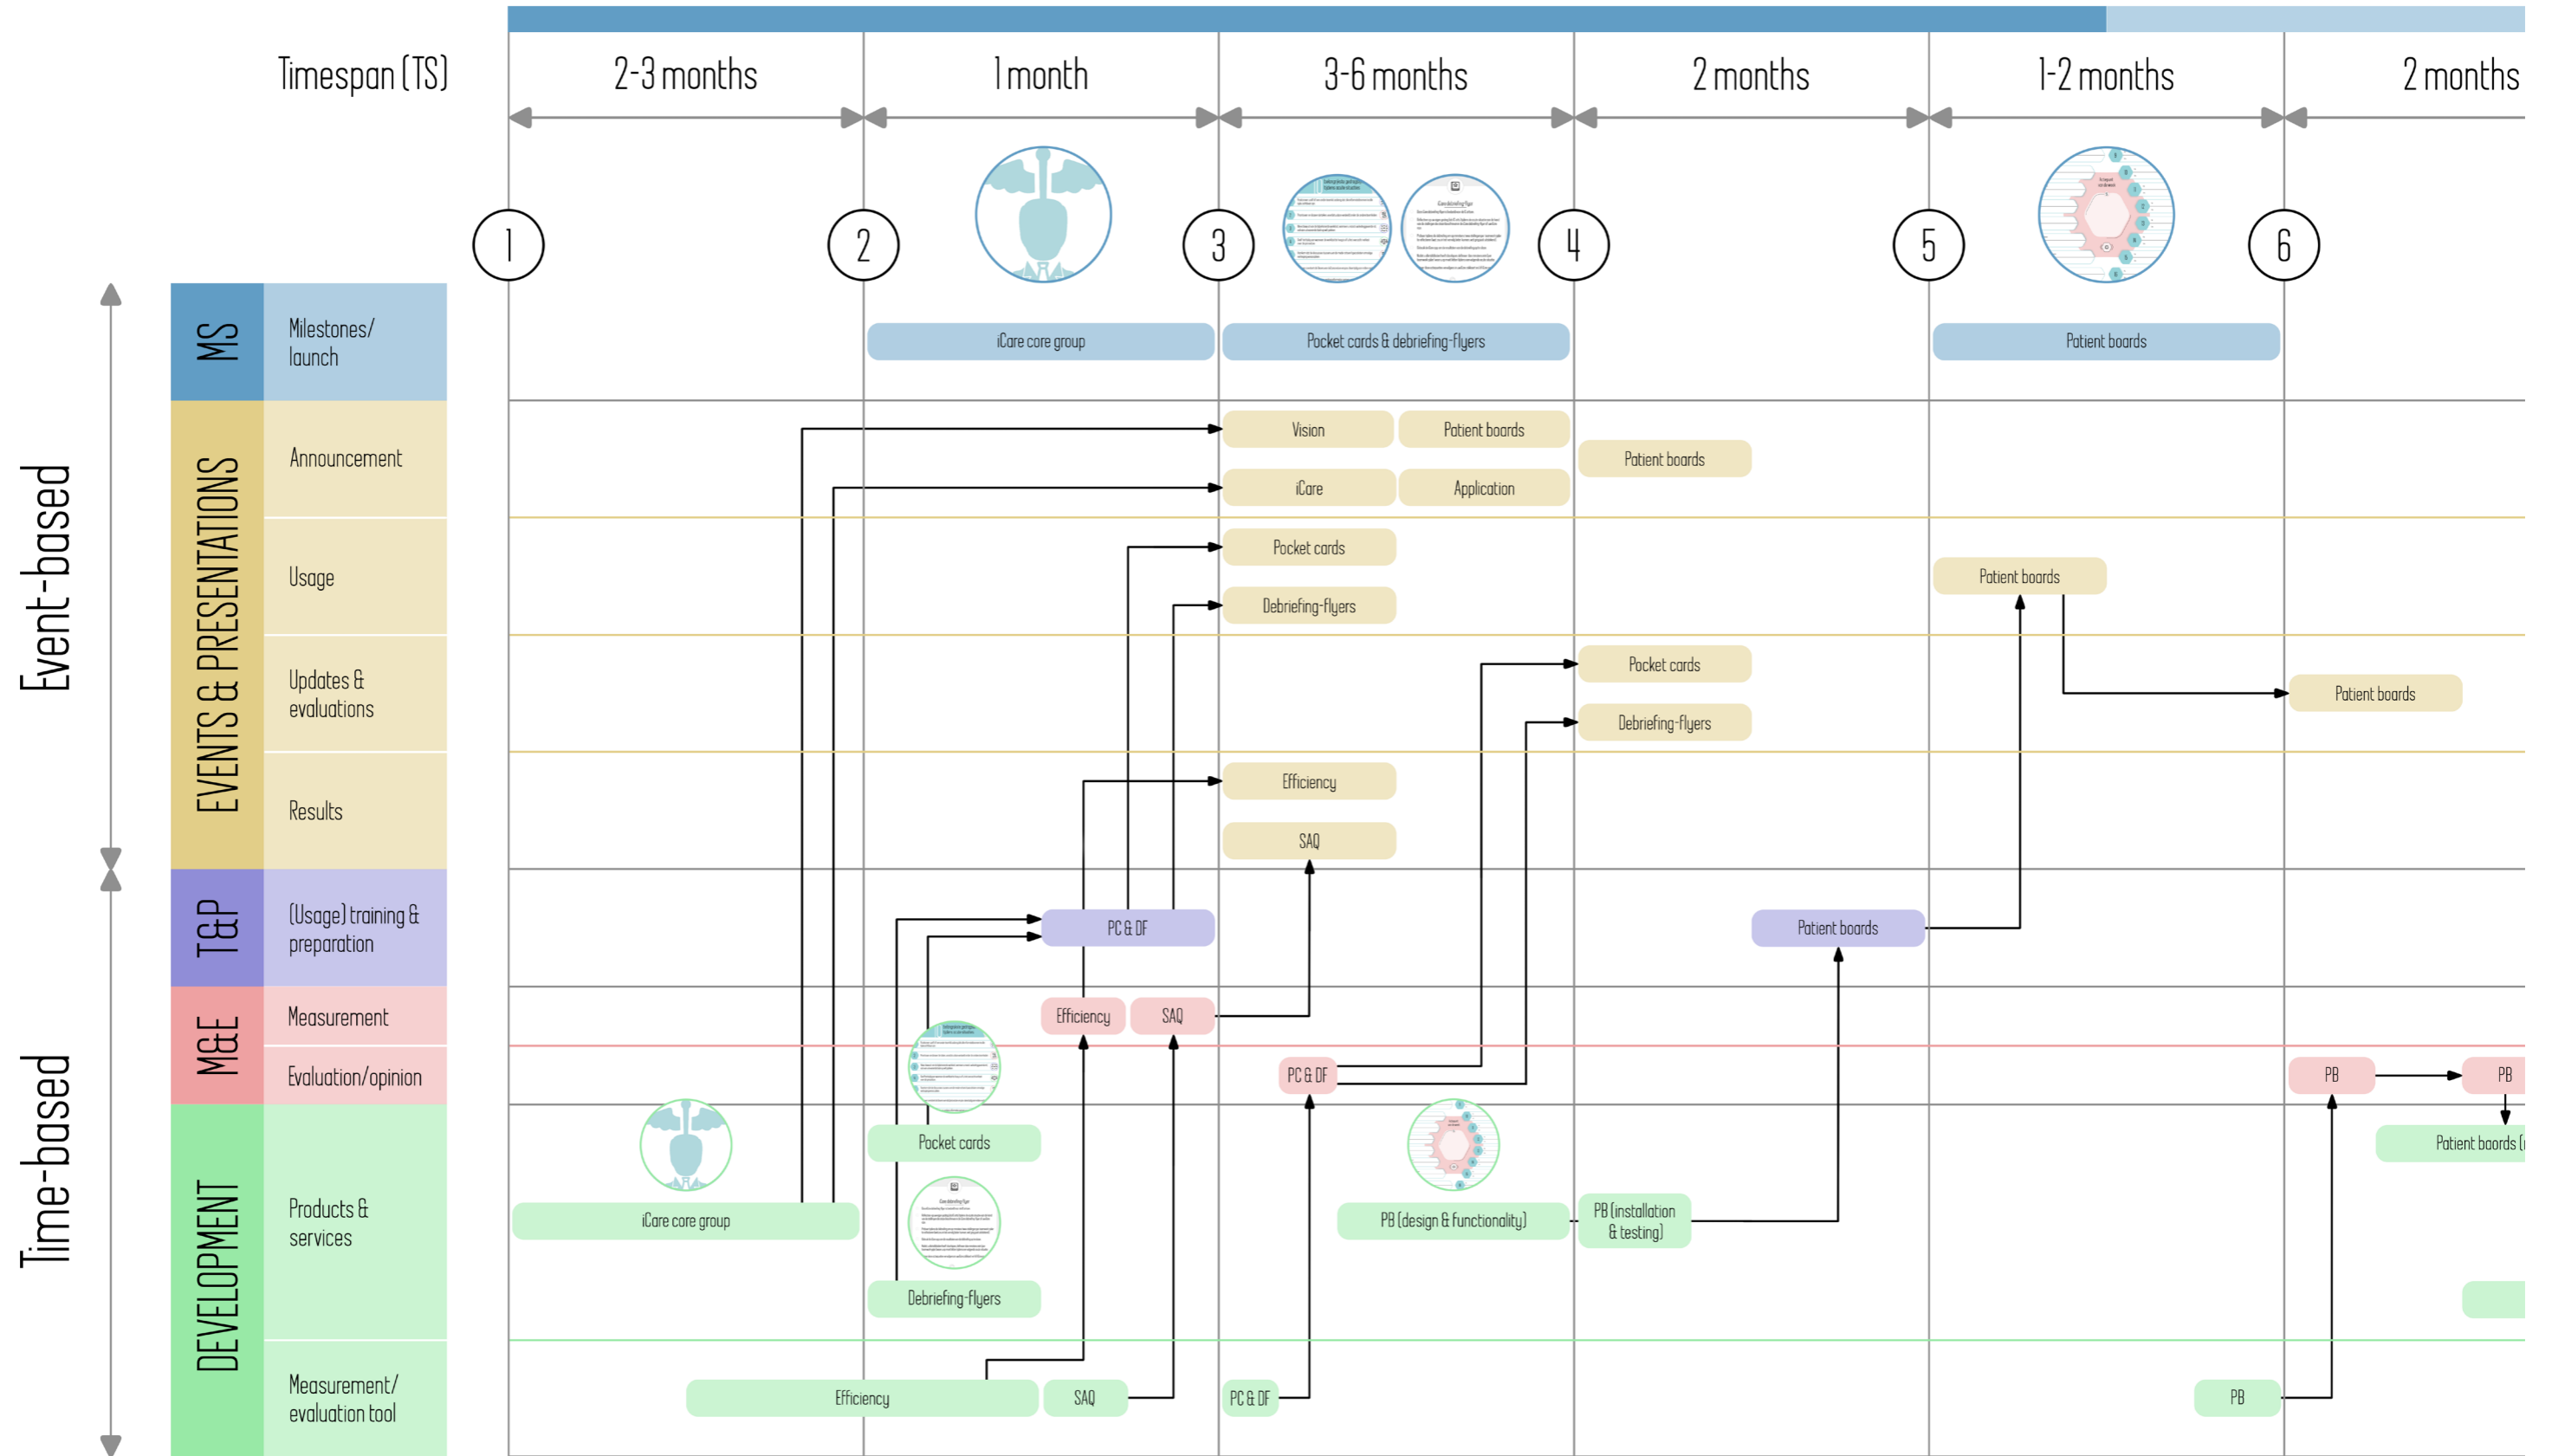 Timespan (TS)
2-3 months
1 month
3-6 months
2 months
1-2 months
2 months
1
2
3
4
5
6
Event-based
Time-based
MS
Milestones/
launch
iCare core group
Pocket cards & debriefing-flyers
Patient boards
EVENTS & PRESENTATIONS
Announcement
Vision
Patient boards
Patient boards
iCare
Application
Usage
Pocket cards
Patient boards
Debriefing-flyers
Updates &
evaluations
Pocket cards
Patient boards
Debriefing-flyers
Results
Efficiency
SAQ
T&P
(Usage) training &
preparation
PC & DF
Patient boards
M&E
Measurement
Efficiency
SAQ
Evaluation/opinion
PC & DF
PB
PB
DEVELOPMENT
Products &
services
Pocket cards
Patient baords (
iCare core group
PB (design & functionality)
PB (installation
& testing)
Debriefing-flyers
Measurement/
evaluation tool
Efficiency
SAQ
PC & DF
PB